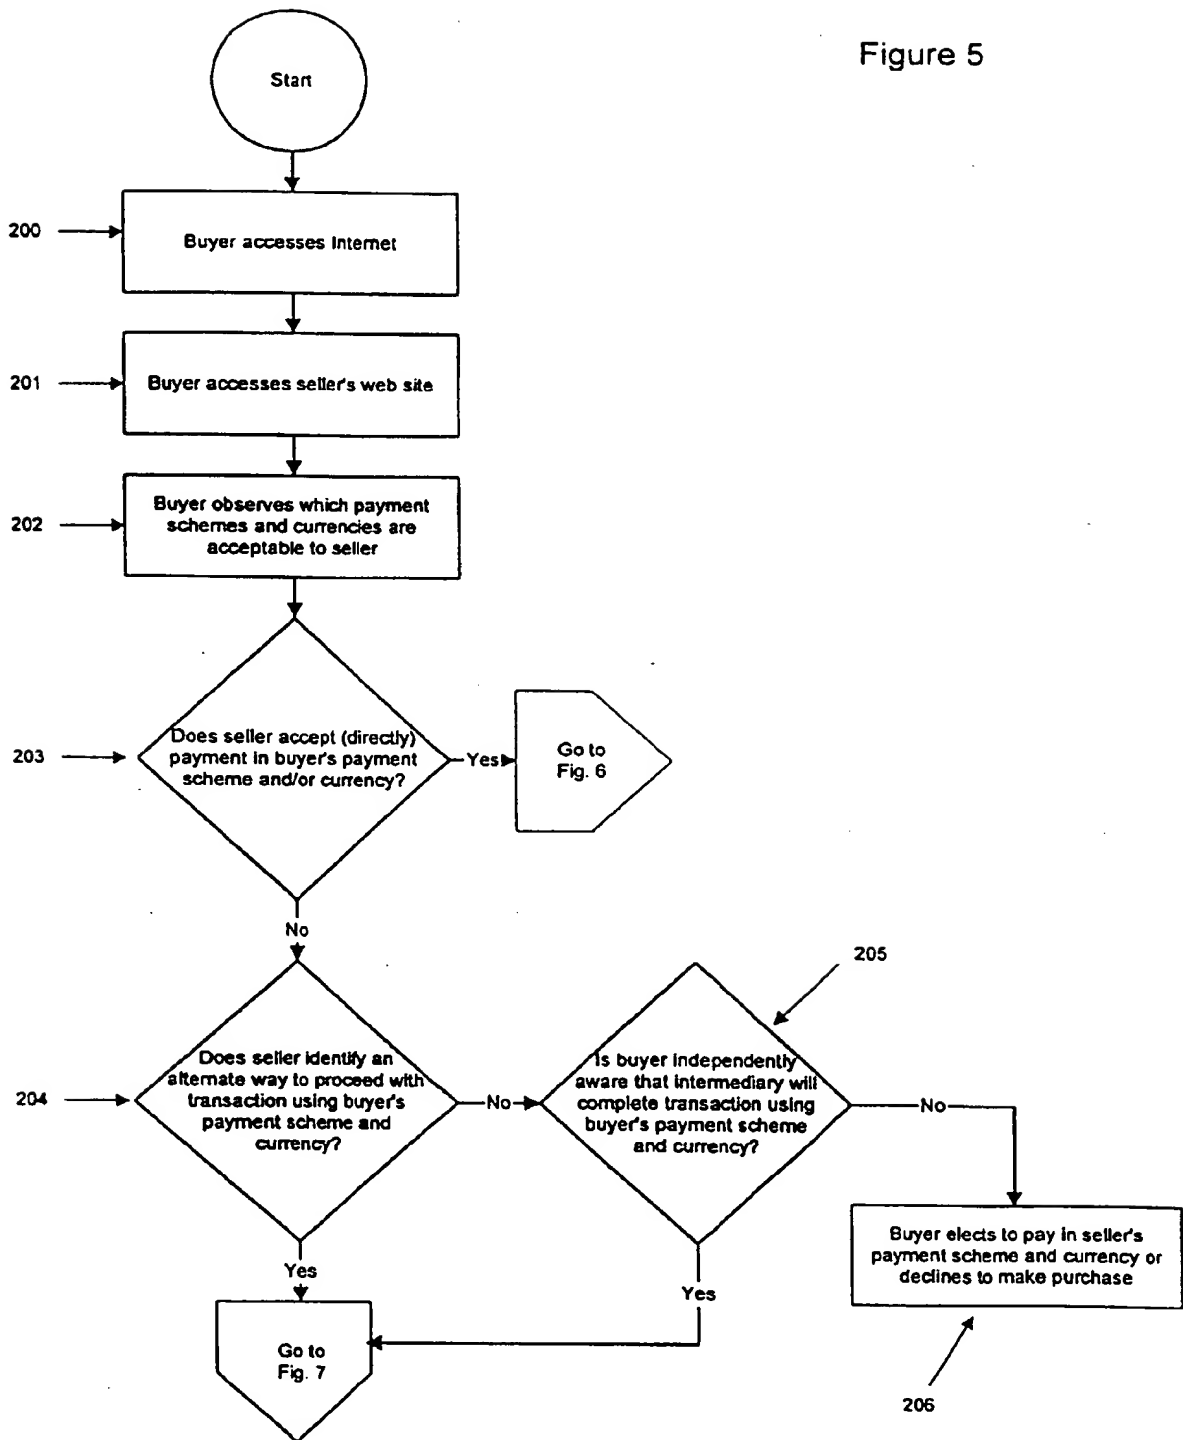 Figure 5
Start
200
Buyer accesses Internet
201
Buyer accesses seller's web site
202
Buyer observes which payment
schemes and currencies are
acceptable to seller
203
Does seller accept (directly)
payment in buyer's payment
scheme and/or currency?
Yes
Go to
Fig. 6
No
205
204
Does seller identify an
alternate way to proceed with
transaction using buyer's
payment scheme and
currency?
No
Is buyer independently
aware that intermediary will
complete transaction using
buyer's payment scheme
and currency?
No
Buyer elects to pay in seller's
payment scheme and currency or
declines to make purchase
206
Yes
Yes
Go to
Fig. 7